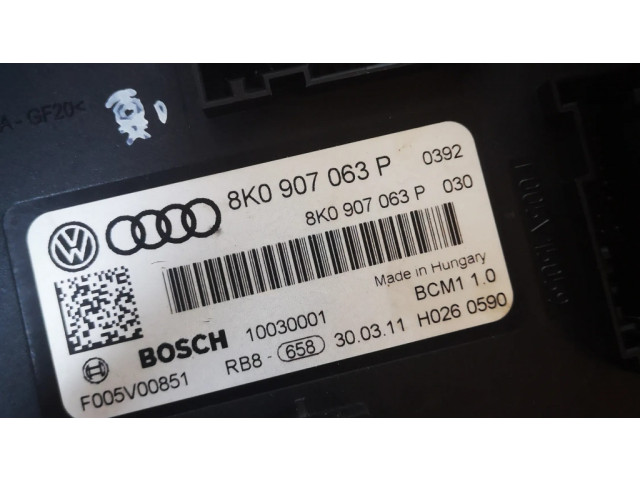 A - GF20<
8K0 907 063 P 0392
8K0 907 063 P 030
Made in Hungary
BCM1 1.0
BOSCH 10030001
RB8 - 658 30.03.11 H026 0590
F005V00851